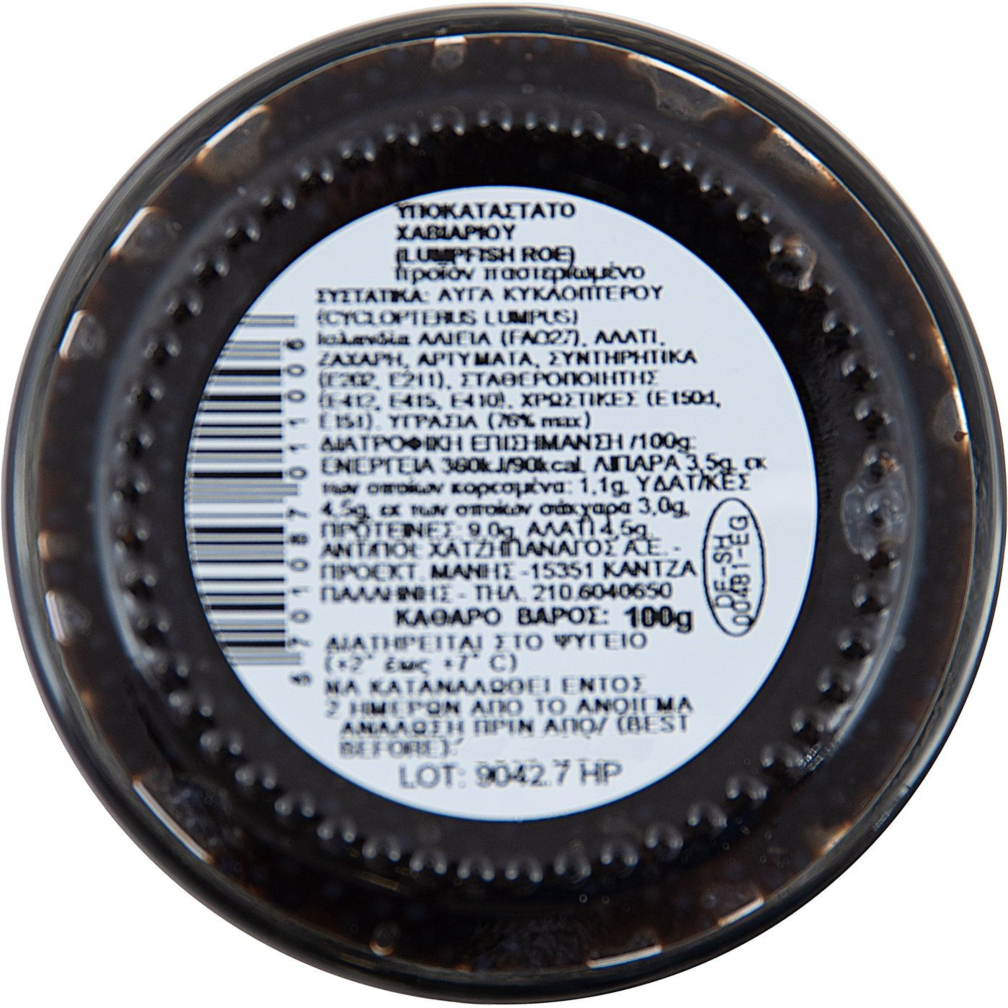 ΥΠΟΚΑΤΑΣΤΑΤΟ
ΧΑΒΙΑΡΙΟΥ
(LUMPFISH ROE)
προϊόν παστεριωμένο
ΣΥΣΤΑΤΙΚΑ: ΑΥΓΑ ΚΥΚΛΟΠΤΕΡΟΥ
(CYCLOPTERUS LUMPUS)
Ισλανδία ΑΛΙΕΙΑ (FAO27), ΑΛΑΤΙ,
ΖΑΧΑΡΗ, ΑΡΤΥΜΑΤΑ, ΣΥΝΤΗΡΗΤΙΚΑ
(E202, E211), ΣΤΑΘΕΡΟΠΟΙΗΤΗΣ
(E412, E415, E410), ΧΡΩΣΤΙΚΕΣ (E150d,
E151). ΥΓΡΑΣΙΑ (76% max)
ΔΙΑΤΡΟΦΙΚΗ ΕΠΙΣΗΜΑΝΣΗ /100g:
ΕΝΕΡΓΕΙΑ 360kJ/90kcal, ΛΙΠΑΡΑ 3,5g, εκ
των οποίων κορεσμένα: 1,1g, ΥΔΑΤ/ΚΕΣ
4,5g, εκ των οποίων σάκχαρα 3,0g,
ΠΡΩΤΕΙΝΕΣ: 9,0g, ΑΛΑΤΙ 4,5g.
ΑΝΤ/ΠΟΙ: ΧΑΤΖΗΠΑΝΑΓΟΣ Α.Ε. -
ΠΡΟΕΚΤ. ΜΑΝΗΣ -15351 ΚΑΝΤΖΑ
ΠΑΛΛΗΝΗΣ - ΤΗΛ. 210.6040650
ΚΑΘΑΡΟ ΒΑΡΟΣ: 100g
ΔΙΑΤΗΡΕΙΤΑΙ ΣΤΟ ΨΥΓΕΙΟ
(+2° έως +7° C)
ΝΑ ΚΑΤΑΝΑΛΩΘΕΙ ΕΝΤΟΣ
2 ΗΜΕΡΩΝ ΑΠΟ ΤΟ ΑΝΟΙΓΜΑ
ΑΝΑΛΩΣΗ ΠΡΙΝ ΑΠΟ/ (BEST
BEFORE):
LOT: 9042.7 HP
DE-SH
00481-EG
5 701087 011006